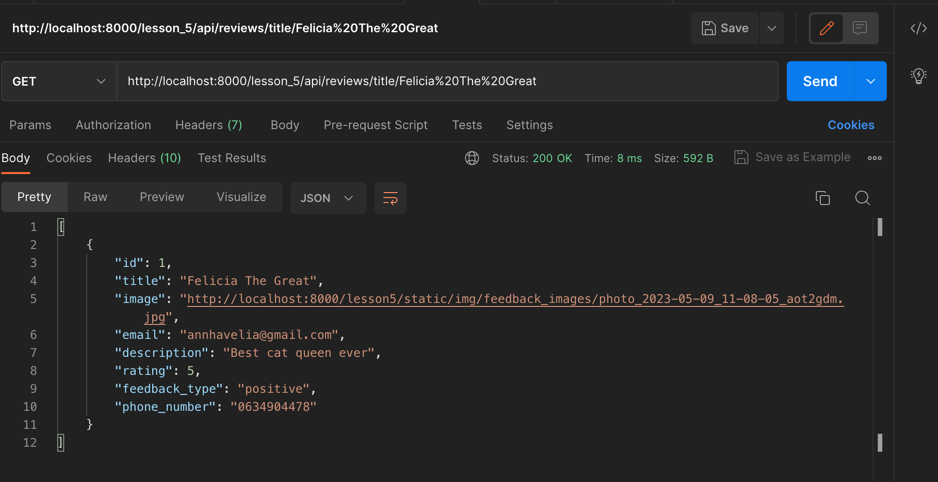 http://localhost:8000/lesson_5/api/reviews/title/Felicia%20The%20Great
Save
GET
http://localhost:8000/lesson_5/api/reviews/title/Felicia%20The%20Great
Send
Params Authorization Headers (7) Body Pre-request Script Tests Settings Cookies
Body Cookies Headers (10) Test Results Status: 200 OK Time: 8 ms Size: 592 B Save as Example
Pretty Raw Preview Visualize JSON
1 [
2 {
3 "id": 1,
4 "title": "Felicia The Great",
5 "image": "http://localhost:8000/lesson5/static/img/feedback_images/photo_2023-05-09_11-08-05_aot2gdm.
jpg",
6 "email": "annhavelia@gmail.com",
7 "description": "Best cat queen ever",
8 "rating": 5,
9 "feedback_type": "positive",
10 "phone_number": "0634904478"
11 }
12 ]